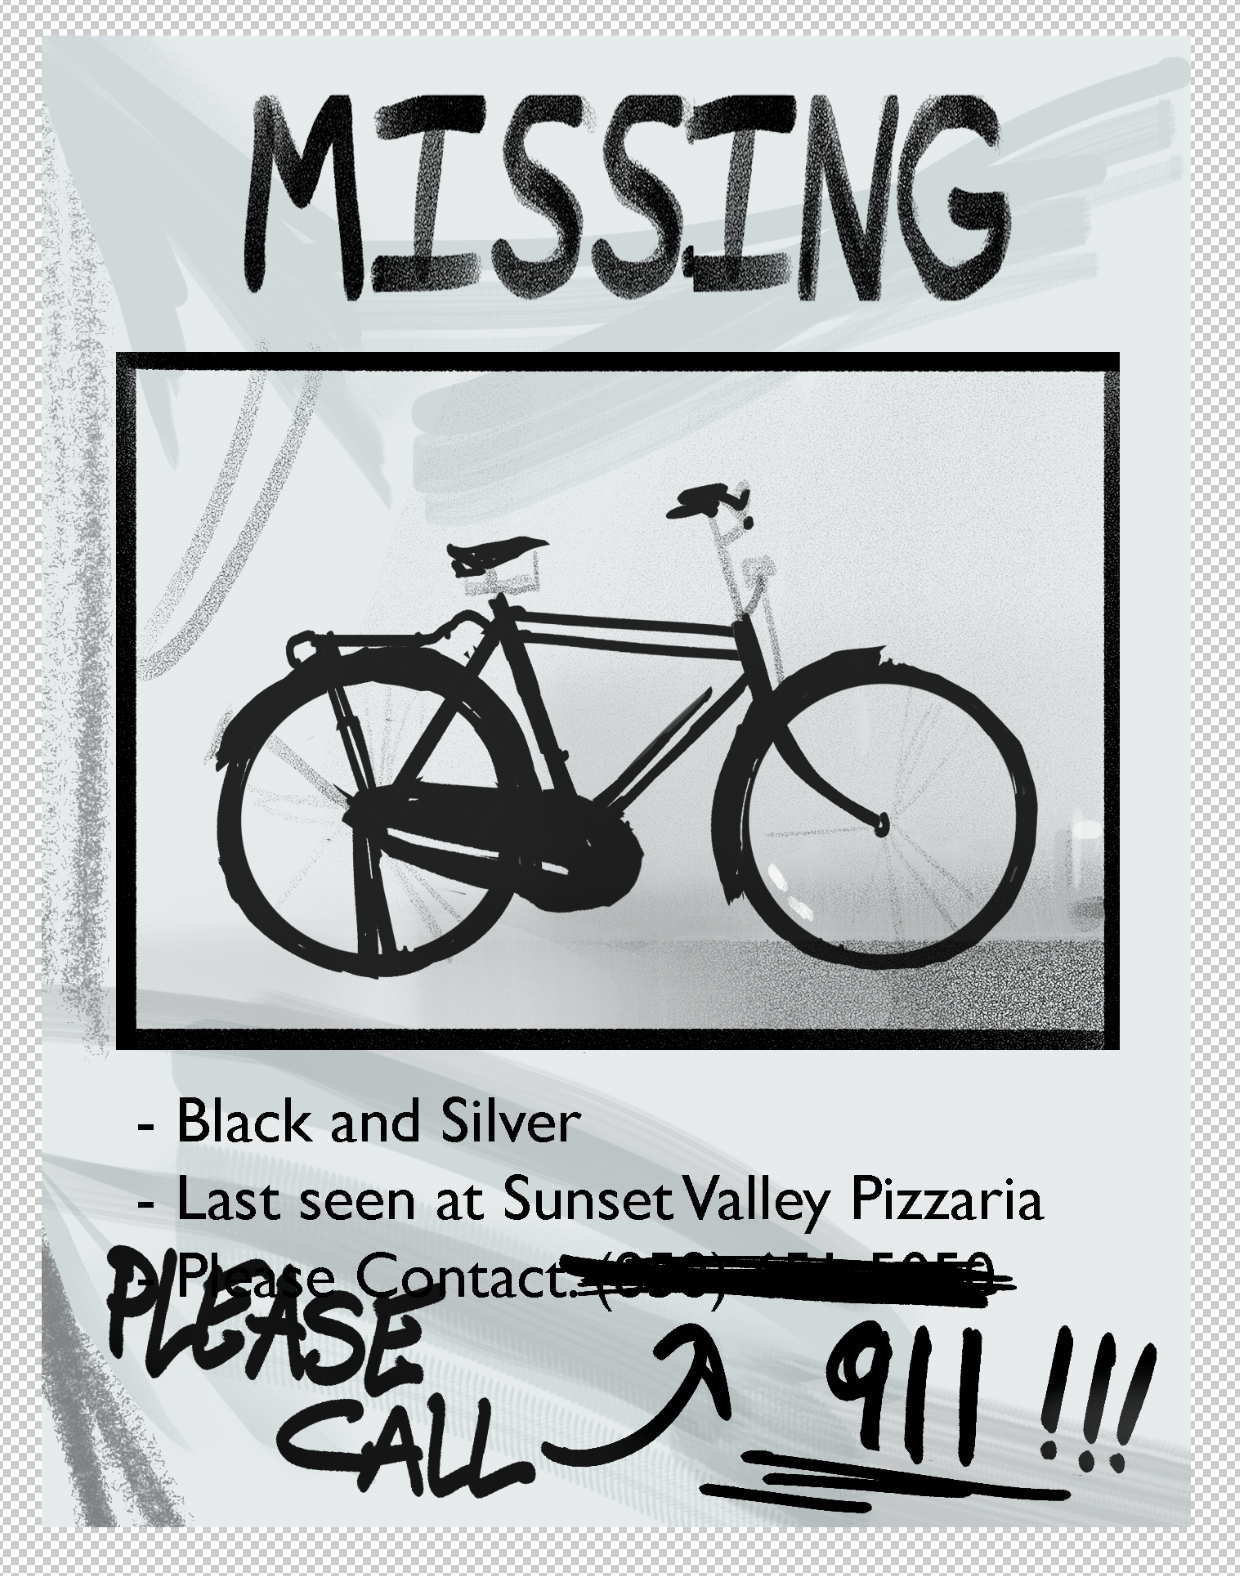 MISSING
- Black and Silver
- Last seen at Sunset Valley Pizzaria
- Please Contact:
PLEASE
CALL
911 !!!